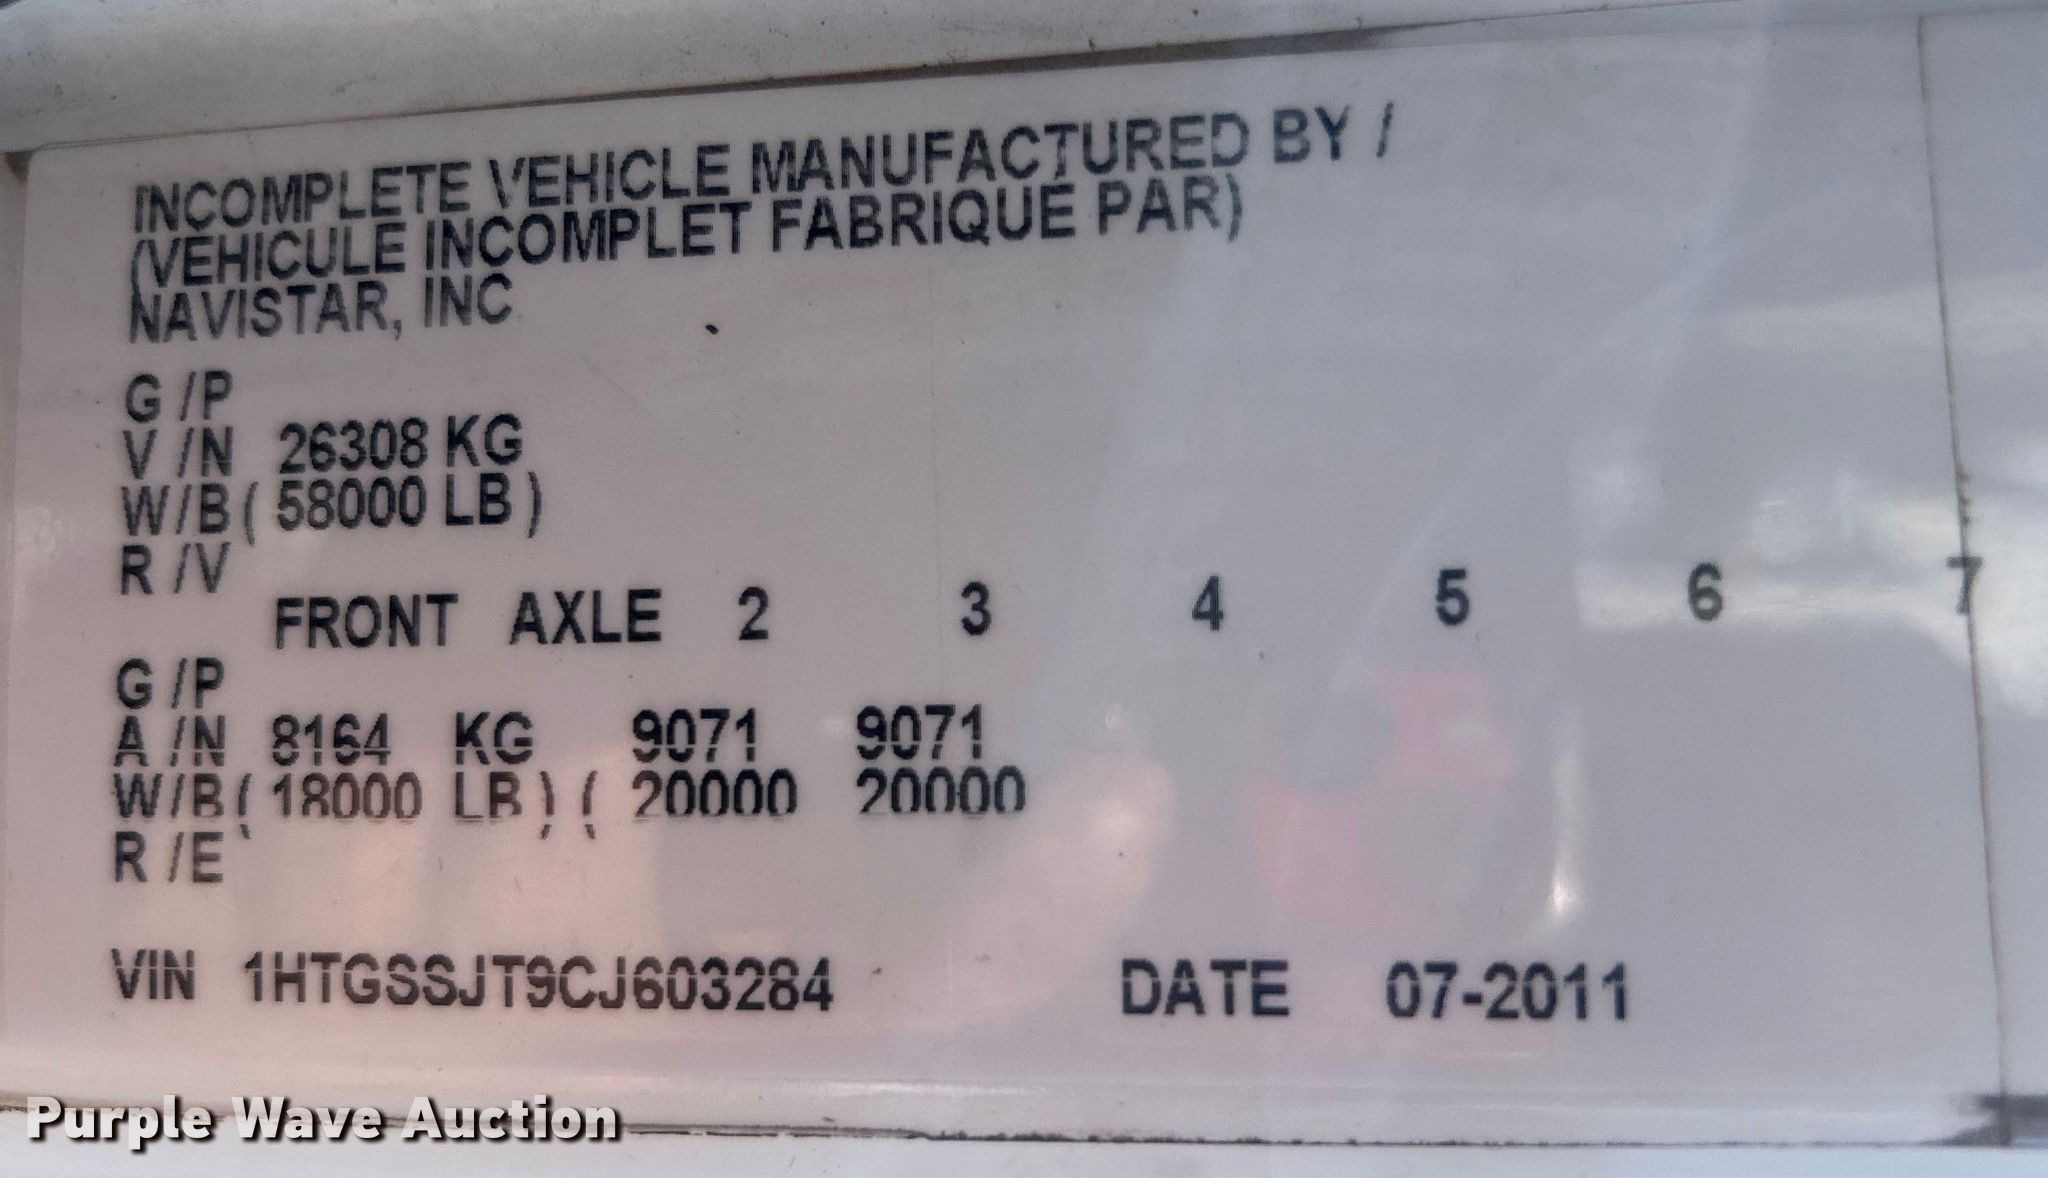 INCOMPLETE VEHICLE MANUFACTURED BY /
(VEHICULE INCOMPLET FABRIQUE PAR)
NAVISTAR, INC
G /P
V /N 26308 KG
W/B ( 58000 LB )
R /V
FRONT AXLE 2 3 4 5 6 7
G /P
A /N 8164 KG 9071 9071
W/B ( 18000 LB ) ( 20000 20000
R /E
VIN 1HTGSSJT9CJ603284 DATE 07-2011
Purple Wave Auction